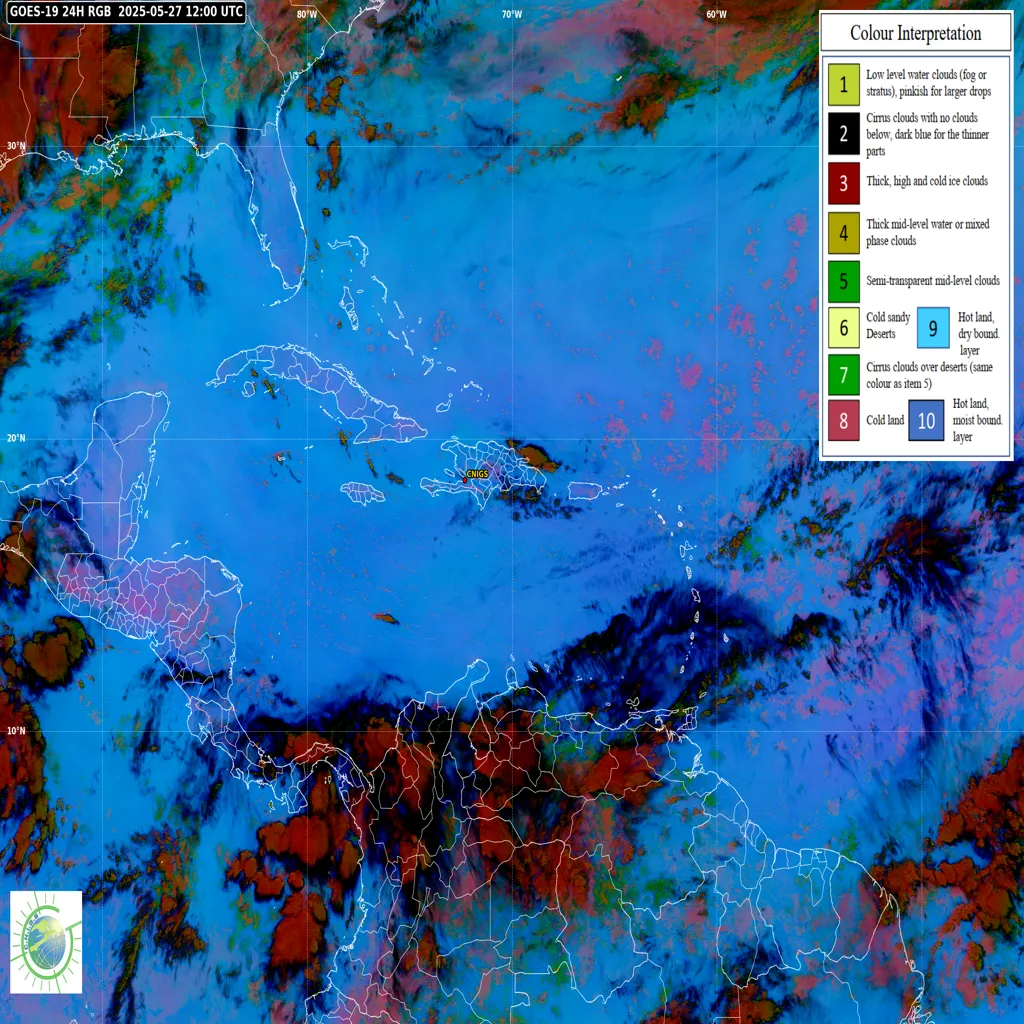 GOES-19 24H RGB 2025-05-27 12:00 UTC
80°W
70°W
60°W
30°N
20°N
10°N
CNIGS
Colour Interpretation
1
Low level water clouds (fog or
stratus), pinkish for larger drops
2
Cirrus clouds with no clouds
below, dark blue for the thinner
parts
3
Thick, high and cold ice clouds
4
Thick mid-level water or mixed
phase clouds
5
Semi-transparent mid-level clouds
6
Cold sandy
Deserts
9
Hot land,
dry bound.
layer
7
Cirrus clouds over deserts (same
colour as item 5)
8
Cold land
10
Hot land,
moist bound.
layer